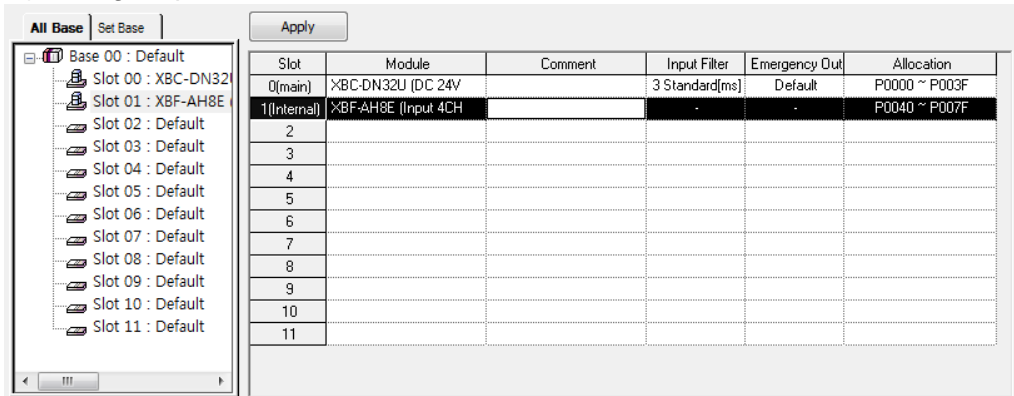 All Base Set Base Apply
Base 00 : Default
Slot 00 : XBC-DN32U
Slot 01 : XBF-AH8E (
Slot 02 : Default
Slot 03 : Default
Slot 04 : Default
Slot 05 : Default
Slot 06 : Default
Slot 07 : Default
Slot 08 : Default
Slot 09 : Default
Slot 10 : Default
Slot 11 : Default
Slot Module Comment Input Filter Emergency Out Allocation
0(main) XBC-DN32U (DC 24V 3 Standard[ms] Default P0000 ~ P003F
1(Internal) XBF-AH8E (Input 4CH - - P0040 ~ P007F
2
3
4
5
6
7
8
9
10
11